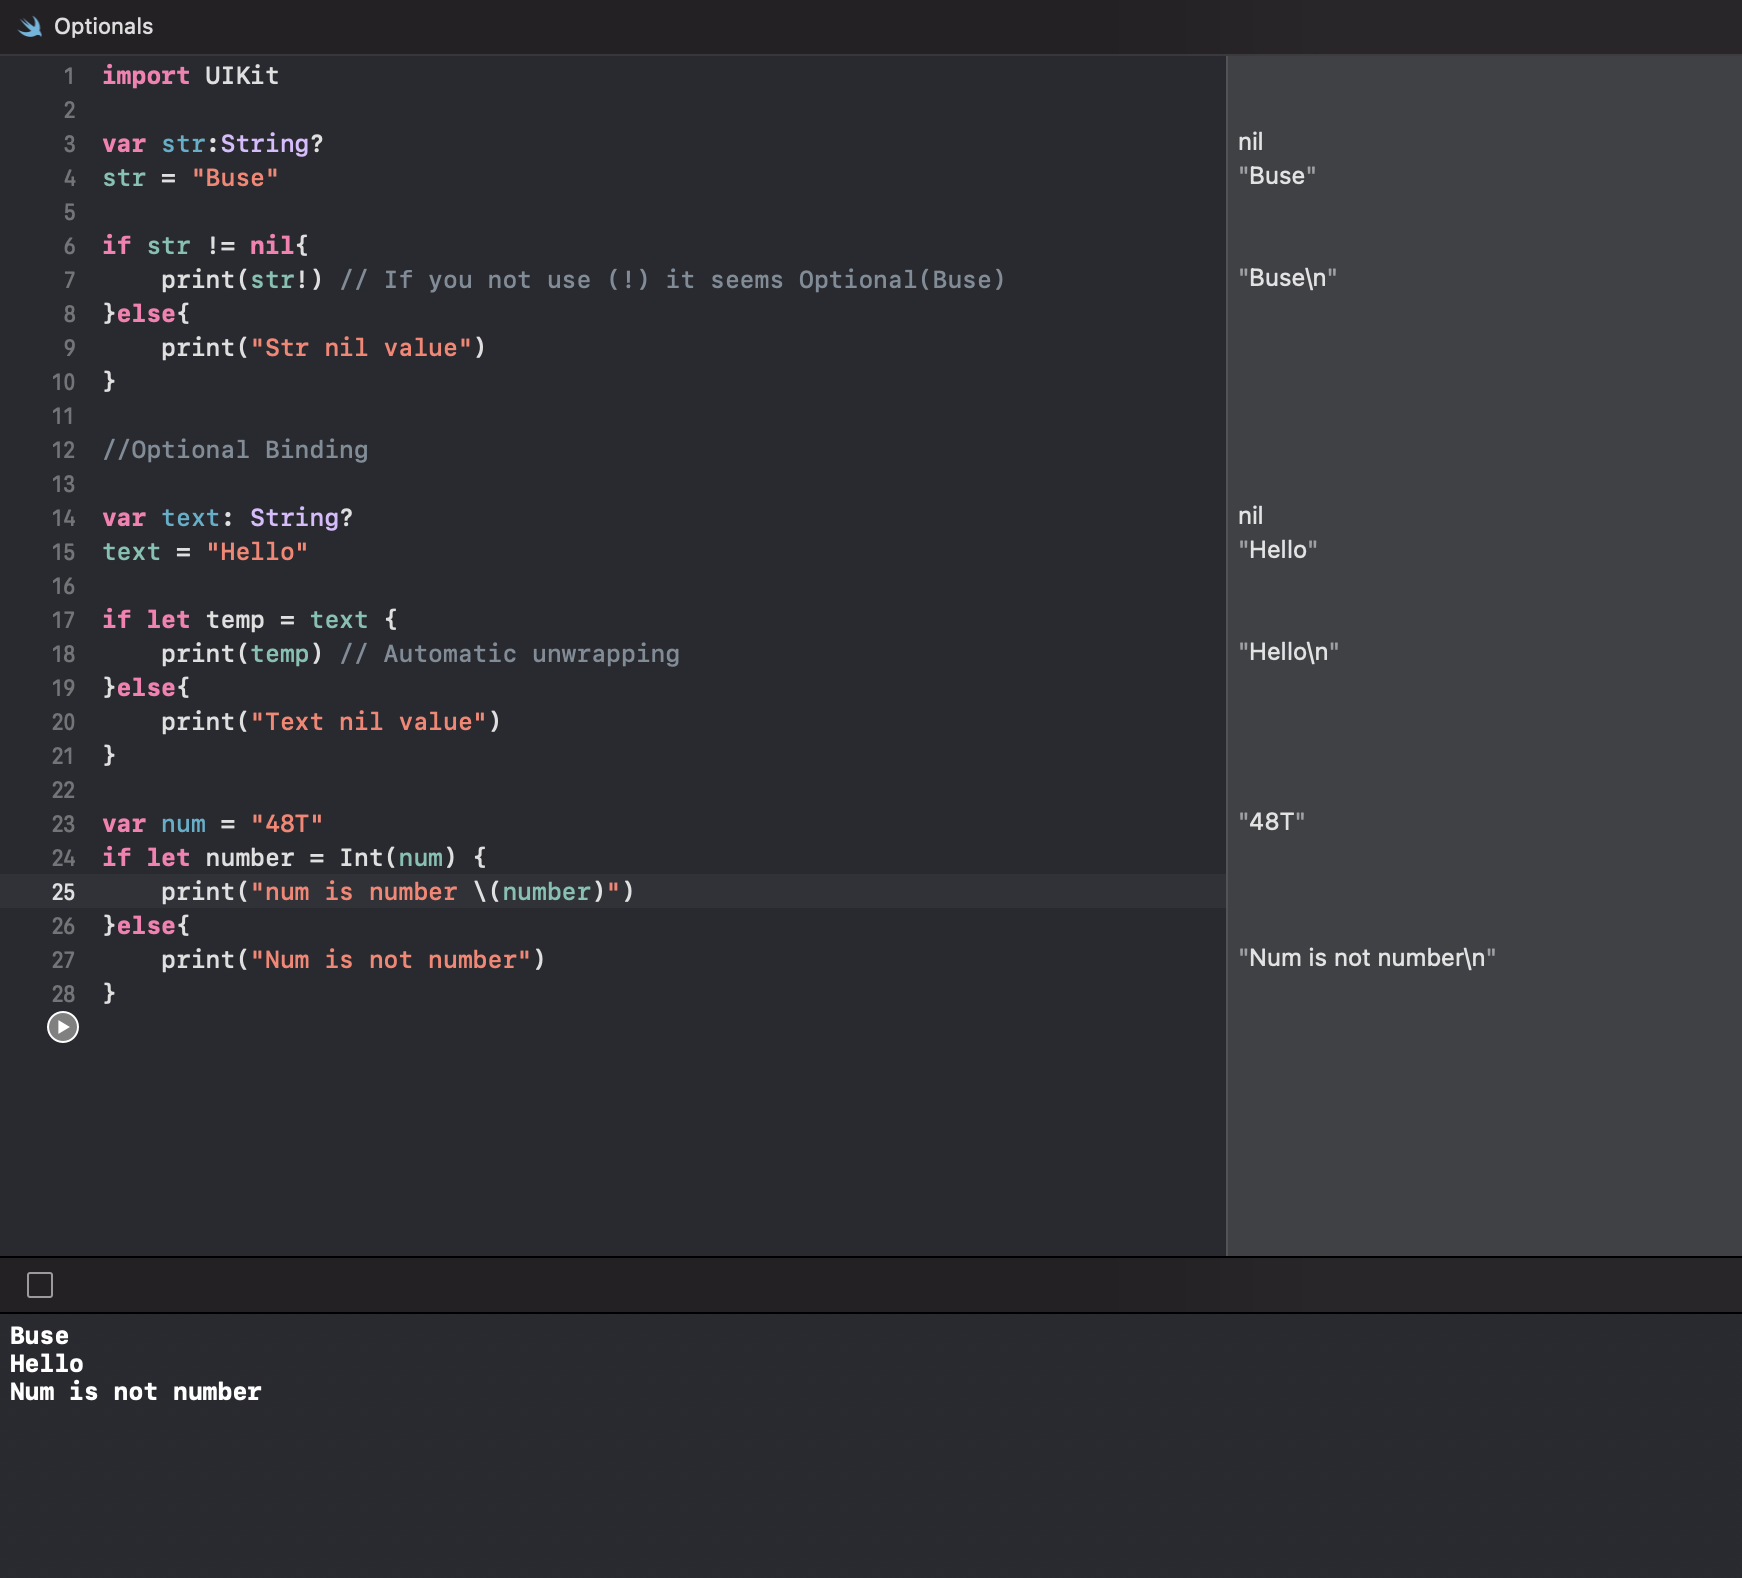 Optionals
1 import UIKit
2
3 var str:String? nil
4 str = "Buse" "Buse"
5
6 if str != nil{
7 print(str!) // If you not use (!) it seems Optional(Buse) "Buse\n"
8 }else{
9 print("Str nil value")
10 }
11
12 //Optional Binding
13
14 var text: String? nil
15 text = "Hello" "Hello"
16
17 if let temp = text {
18 print(temp) // Automatic unwrapping "Hello\n"
19 }else{
20 print("Text nil value")
21 }
22
23 var num = "48T" "48T"
24 if let number = Int(num) {
25 print("num is number \(number)")
26 }else{
27 print("Num is not number") "Num is not number\n"
28 }
Buse
Hello
Num is not number